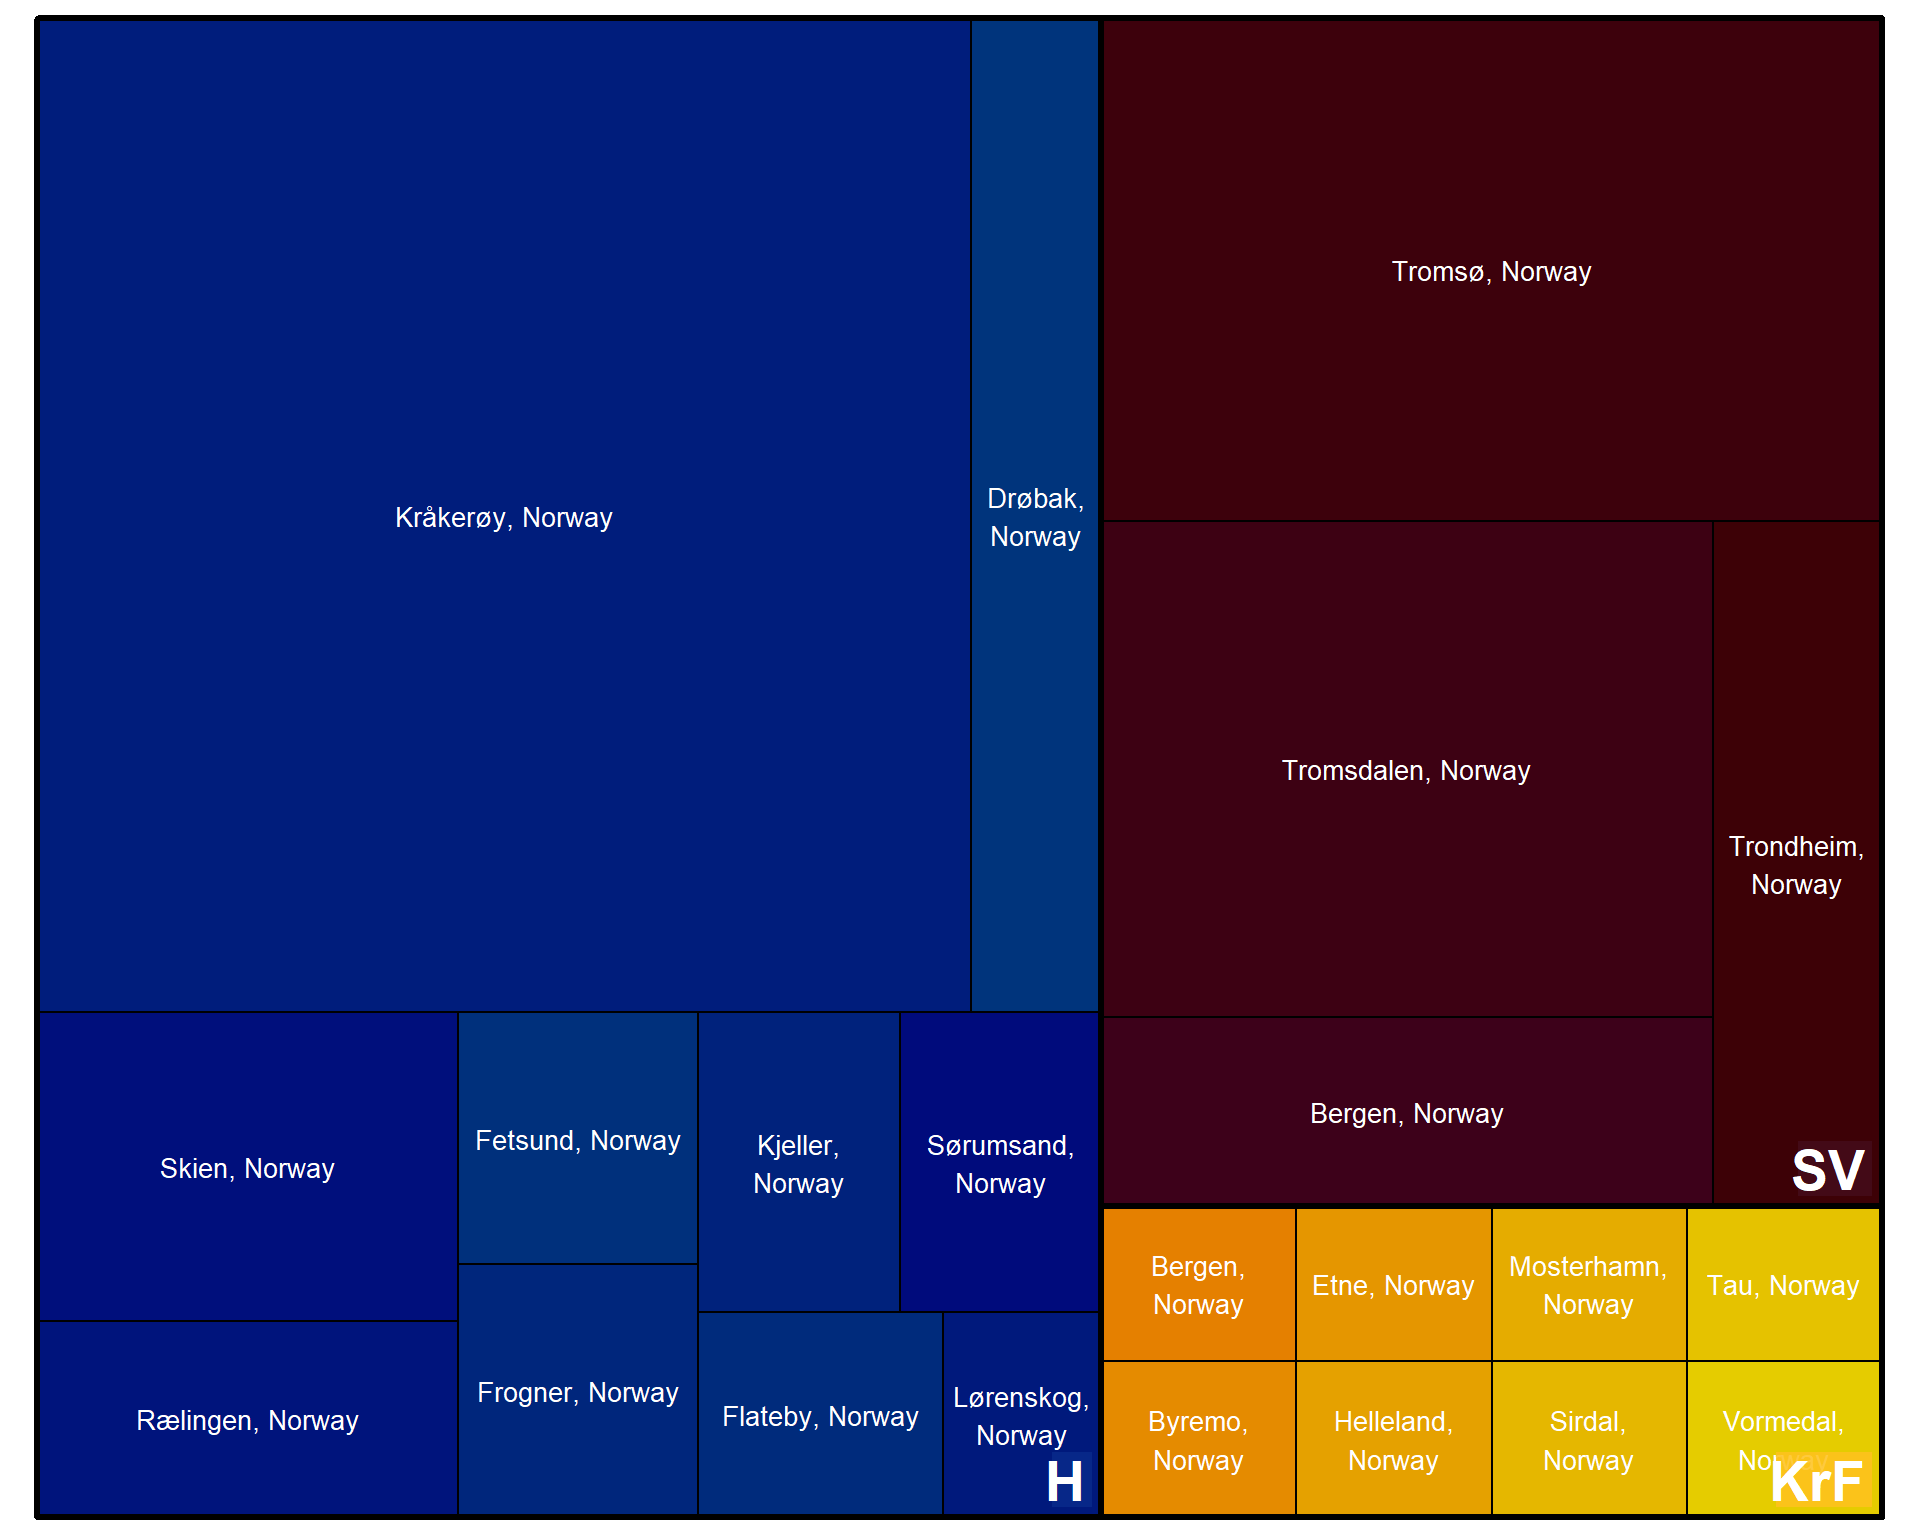 Kråkerøy, Norway
Drøbak,
Norway
Skien, Norway
Rælingen, Norway
Fetsund, Norway
Frogner, Norway
Kjeller,
Norway
Sørumsand,
Norway
Flateby, Norway
Lørenskog,
Norway
H
Tromsø, Norway
Tromsdalen, Norway
Trondheim,
Norway
Bergen, Norway
SV
Bergen,
Norway
Etne, Norway
Mosterhamn,
Norway
Tau, Norway
Byremo,
Norway
Helleland,
Norway
Sirdal,
Norway
Vormedal,
Norway
KrF